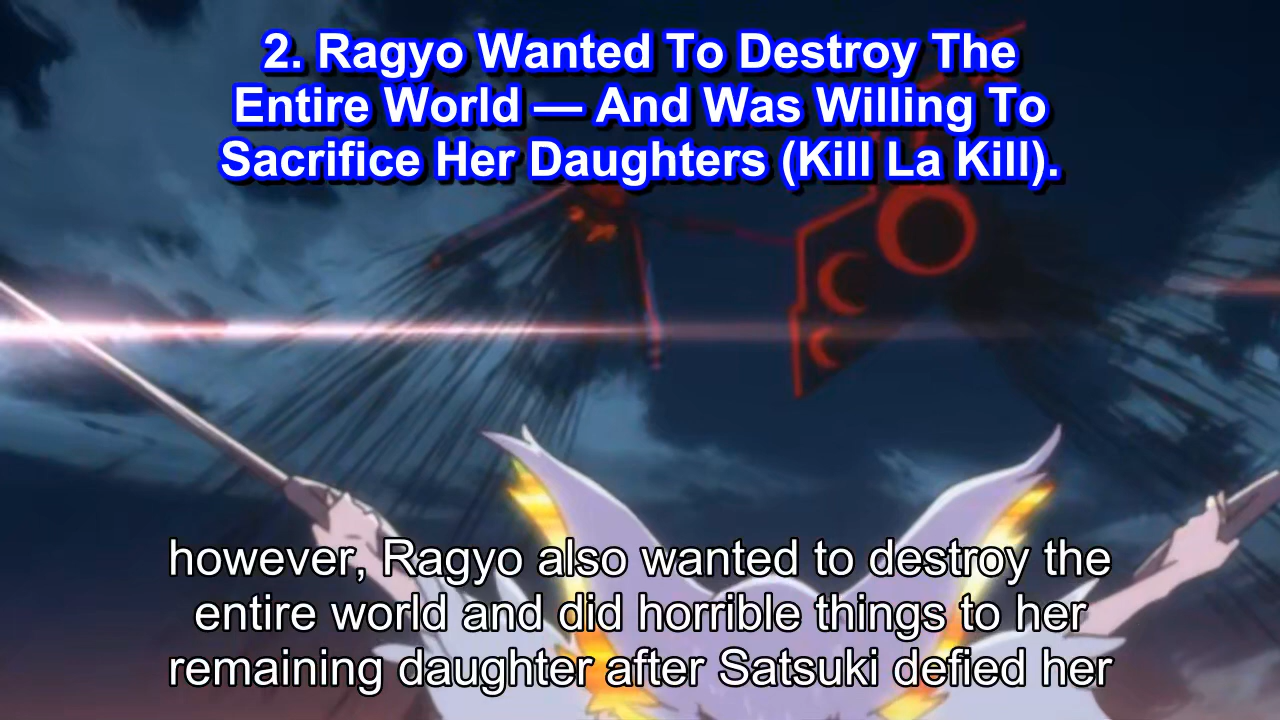 2. Ragyo Wanted To Destroy The
Entire World — And Was Willing To
Sacrifice Her Daughters (Kill La Kill).
however, Ragyo also wanted to destroy the
entire world and did horrible things to her
remaining daughter after Satsuki defied her